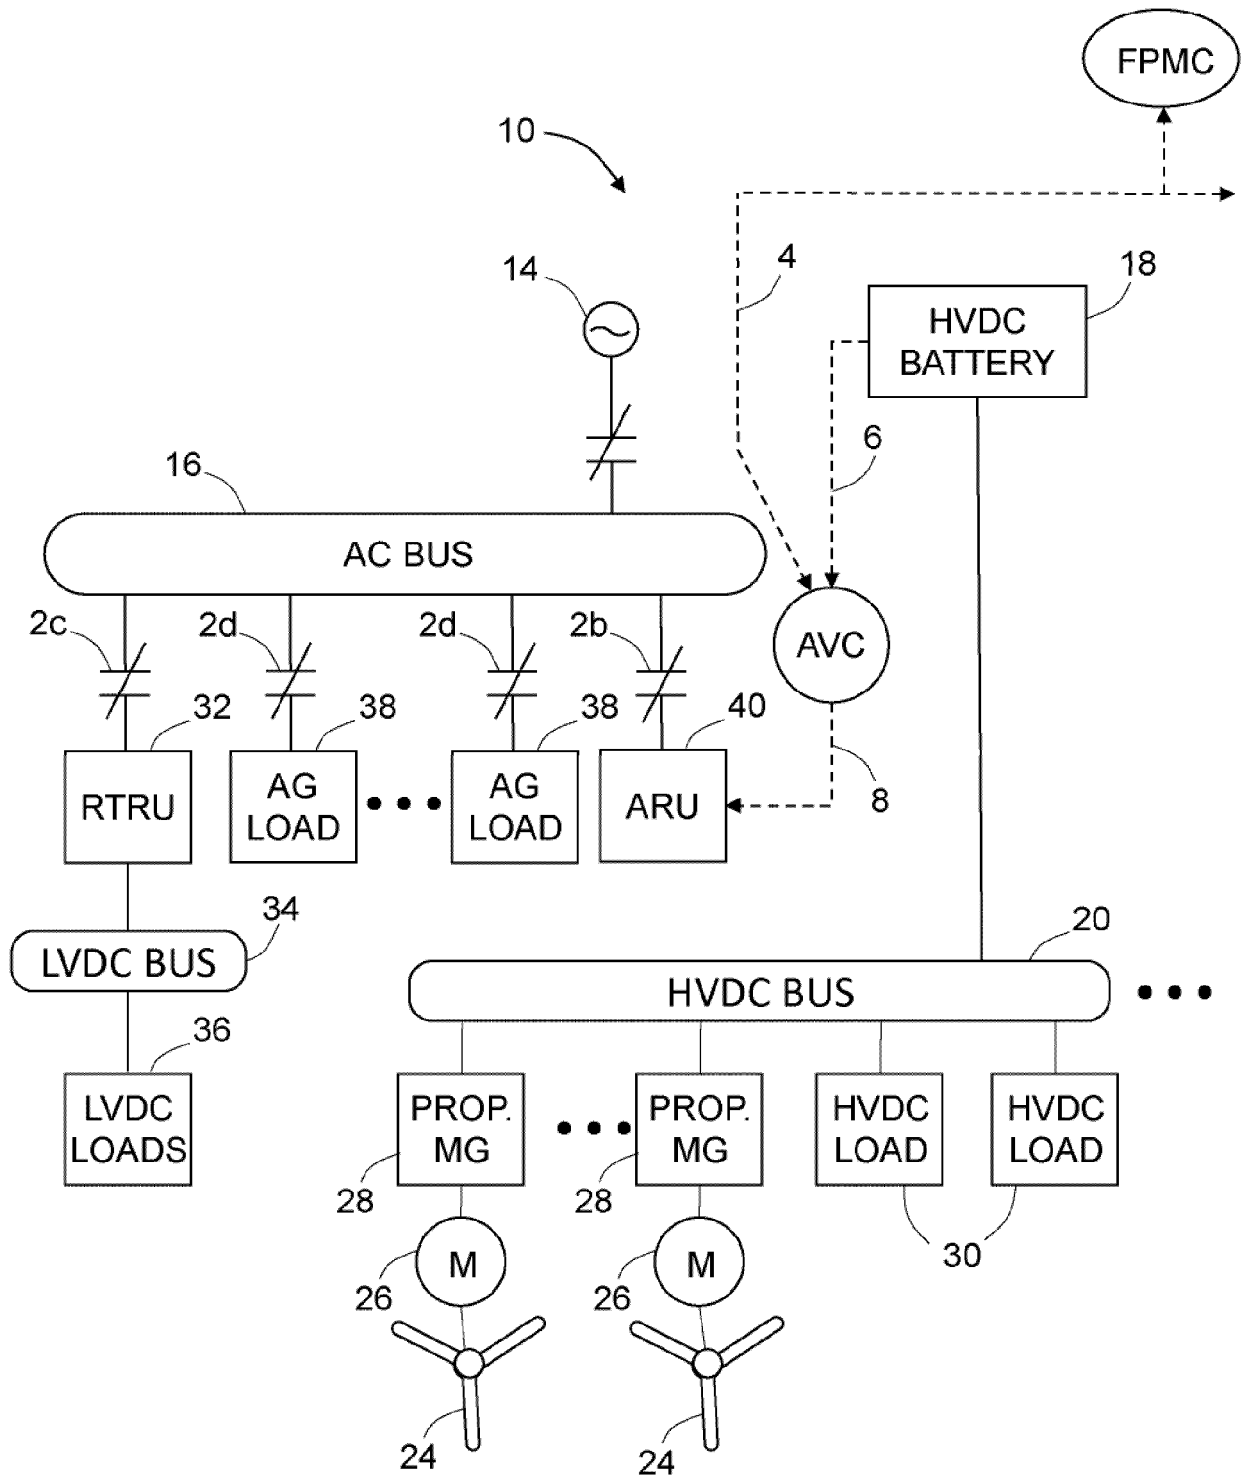 FPMC
10
4
14
18
HVDC
BATTERY
6
16
AC BUS
2c
2d
2d
2b
AVC
32
38
38
40
RTRU
AG
LOAD
AG
LOAD
ARU
8
34
20
LVDC BUS
HVDC BUS
36
LVDC
LOADS
PROP.
MG
PROP.
MG
HVDC
LOAD
HVDC
LOAD
28
28
30
M
M
26
26
24
24